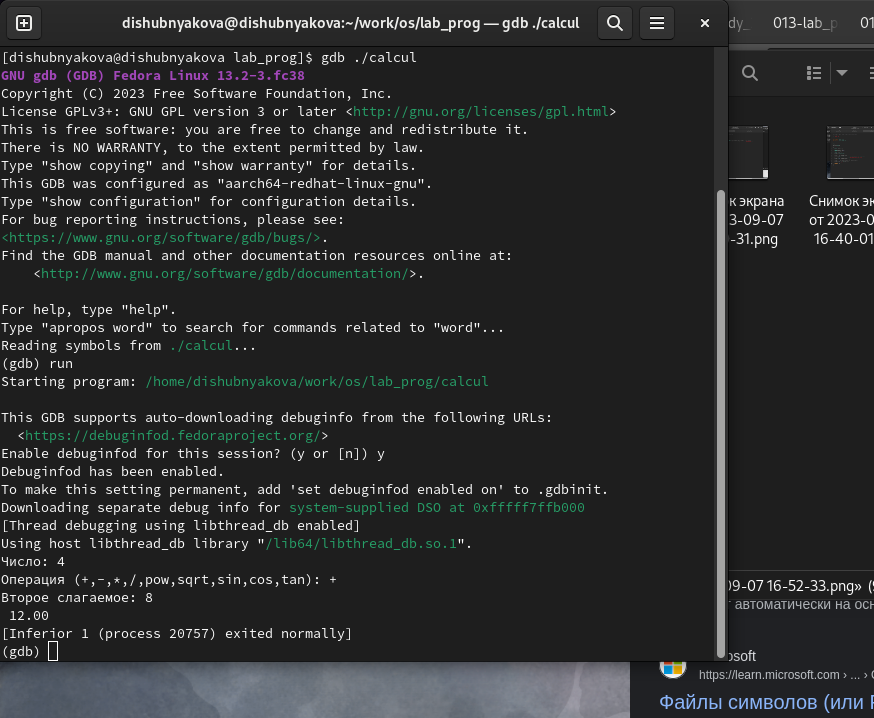 dishubnyakova@dishubnyakova:~/work/os/lab_prog — gdb ./calcul
[dishubnyakova@dishubnyakova lab_prog]$ gdb ./calcul
GNU gdb (GDB) Fedora Linux 13.2-3.fc38
Copyright (C) 2023 Free Software Foundation, Inc.
License GPLv3+: GNU GPL version 3 or later <http://gnu.org/licenses/gpl.html>
This is free software: you are free to change and redistribute it.
There is NO WARRANTY, to the extent permitted by law.
Type "show copying" and "show warranty" for details.
This GDB was configured as "aarch64-redhat-linux-gnu".
Type "show configuration" for configuration details.
For bug reporting instructions, please see:
<https://www.gnu.org/software/gdb/bugs/>.
Find the GDB manual and other documentation resources online at:
    <http://www.gnu.org/software/gdb/documentation/>.
For help, type "help".
Type "apropos word" to search for commands related to "word"...
Reading symbols from ./calcul...
(gdb) run
Starting program: /home/dishubnyakova/work/os/lab_prog/calcul
This GDB supports auto-downloading debuginfo from the following URLs:
  <https://debuginfod.fedoraproject.org/>
Enable debuginfod for this session? (y or [n]) y
Debuginfod has been enabled.
To make this setting permanent, add 'set debuginfod enabled on' to .gdbinit.
Downloading separate debug info for system-supplied DSO at 0xfffff7ffb000
[Thread debugging using libthread_db enabled]
Using host libthread_db library "/lib64/libthread_db.so.1".
Число: 4
Операция (+,-,*,/,pow,sqrt,sin,cos,tan): +
Второе слагаемое: 8
 12.00
[Inferior 1 (process 20757) exited normally]
(gdb)
dy_ 013-lab_p 01
к экрана
3-09-07
-31.png
Снимок эк
от 2023-0
16-40-01
09-07 16-52-33.png» (
автоматически на осн
osoft
https://learn.microsoft.com › ... ›
Файлы символов (или